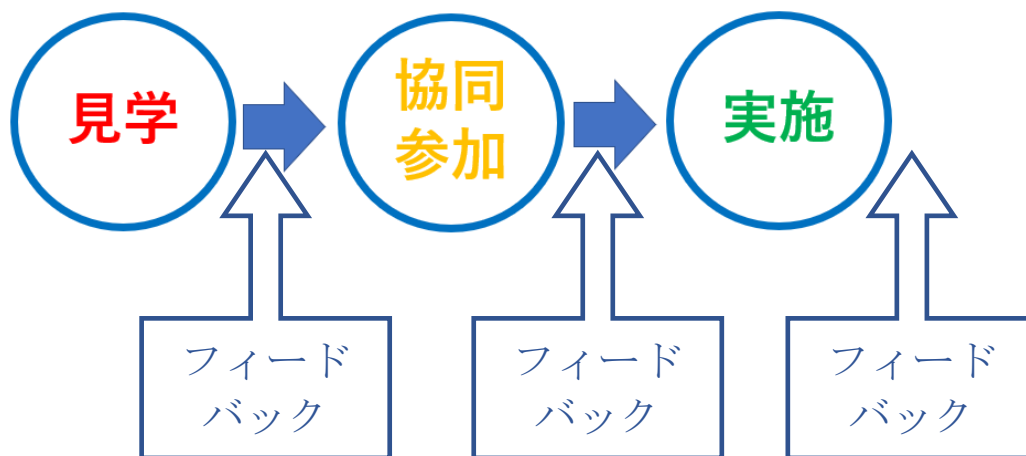 見学
協同
参加
実施
フィード
バック
フィード
バック
フィード
バック